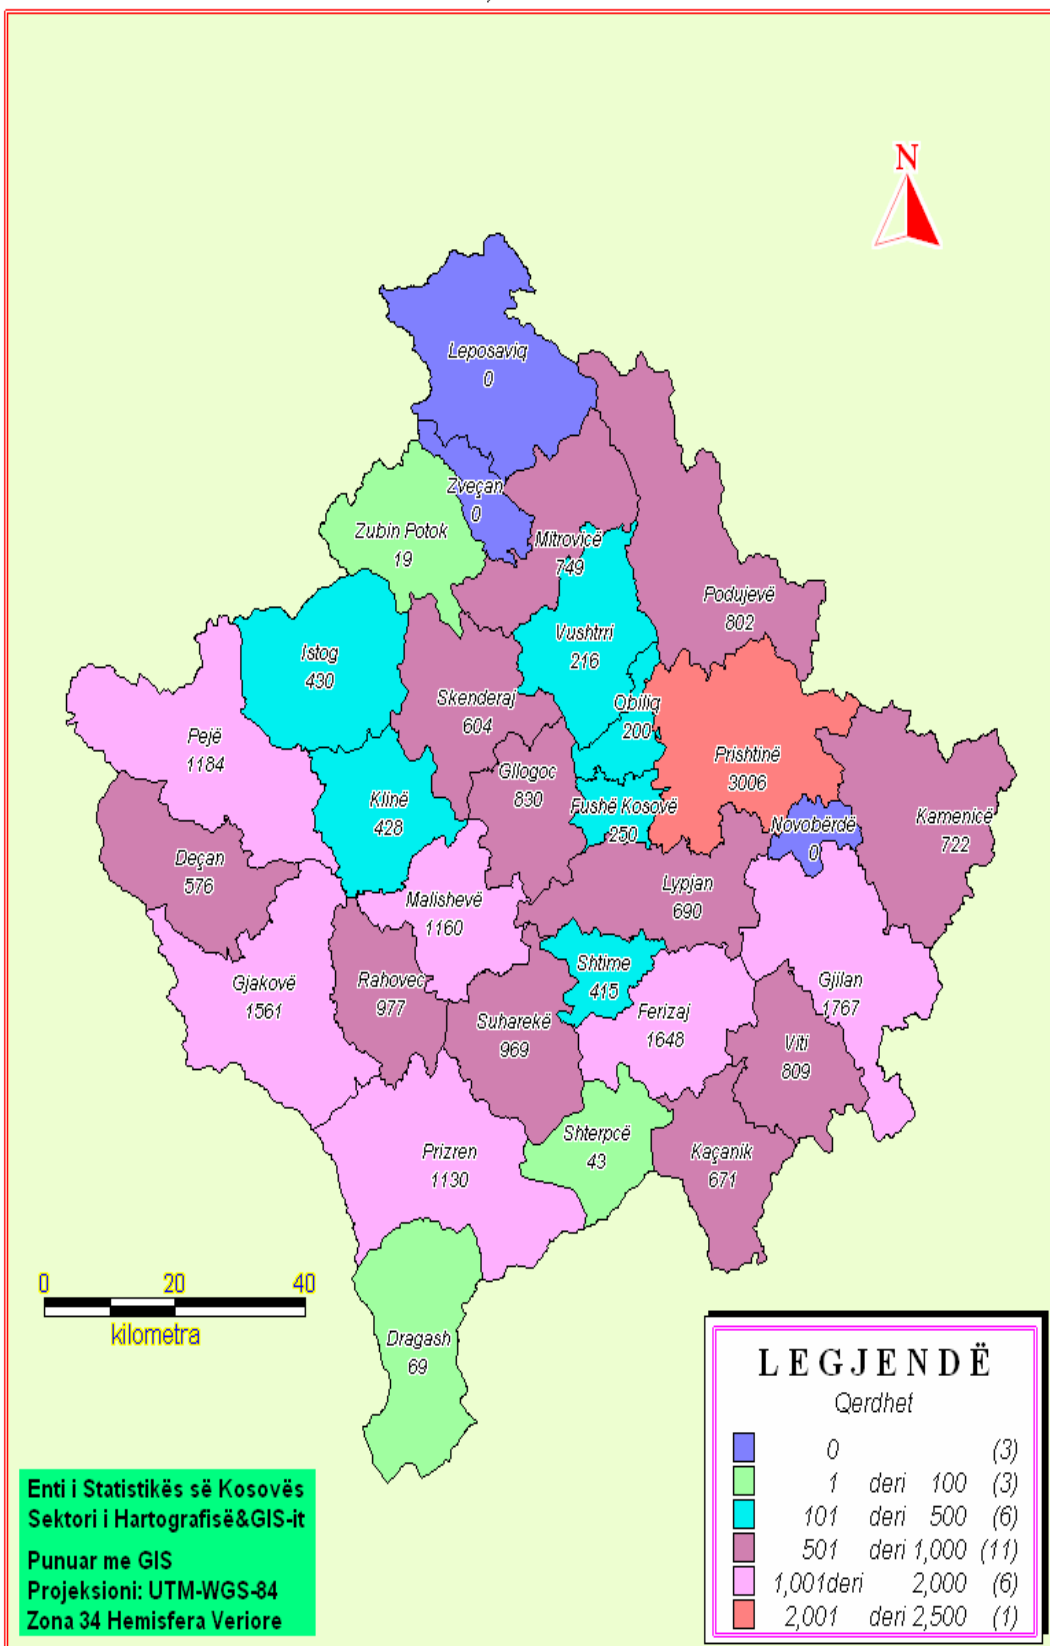 N
Leposaviq
0
Zveçan
0
Zubin Potok
19
Mitrovicë
749
Podujevë
802
Vushtrri
216
Istog
430
Skenderaj
604
Obiliq
200
Pejë
1184
Prishtinë
3006
Gllogoc
830
Klinë
428
Fushë Kosovë
250
Novobërdë
0
Kamenicë
722
Deçan
576
Lypjan
690
Malishevë
1160
Shtime
415
Gjakovë
1561
Rahovec
977
Gjilan
1767
Ferizaj
1648
Suharekë
969
Viti
809
Shterpcë
43
Kaçanik
671
Prizren
1130
Dragash
69
0 20 40
kilometra
LEGJENDË
Qerdhet
0 (3)
1 deri 100 (3)
101 deri 500 (6)
501 deri 1,000 (11)
1,001deri 2,000 (6)
2,001 deri 2,500 (1)
Enti i Statistikës së Kosovës
Sektori i Hartografisë&GIS-it
Punuar me GIS
Projeksioni: UTM-WGS-84
Zona 34 Hemisfera Veriore